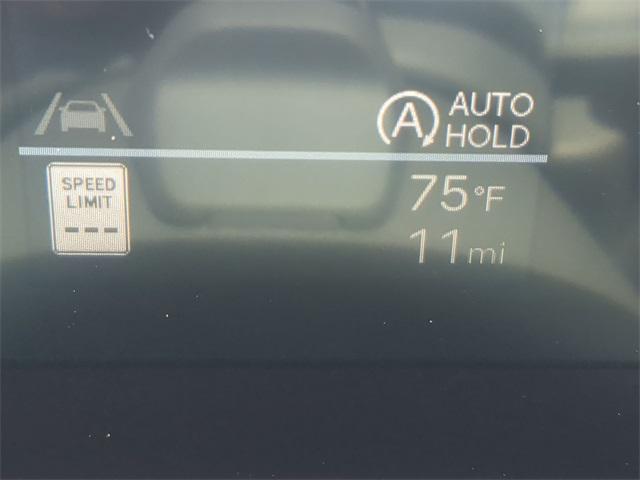 A AUTO
HOLD
SPEED
LIMIT
---
75°F
11mi